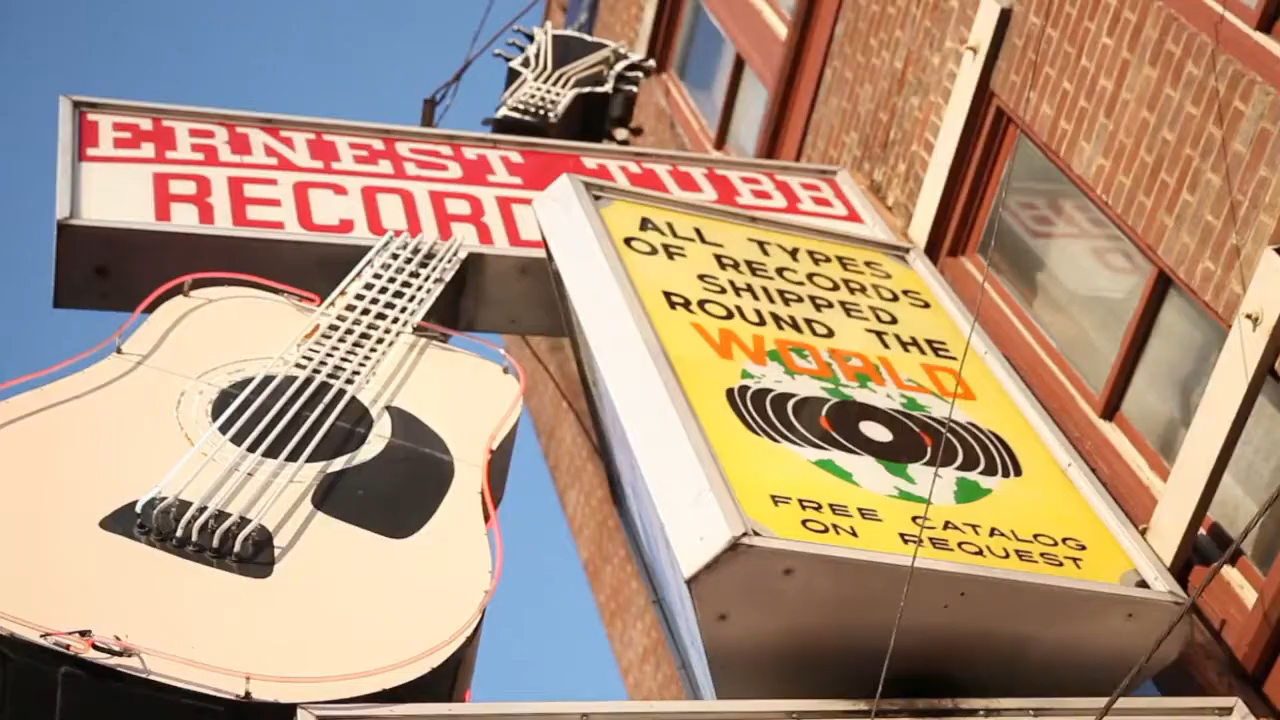 ERNEST TUBB
RECORD
ALL TYPES
OF RECORDS
SHIPPED
ROUND THE
WORLD
FREE CATALOG
ON REQUEST